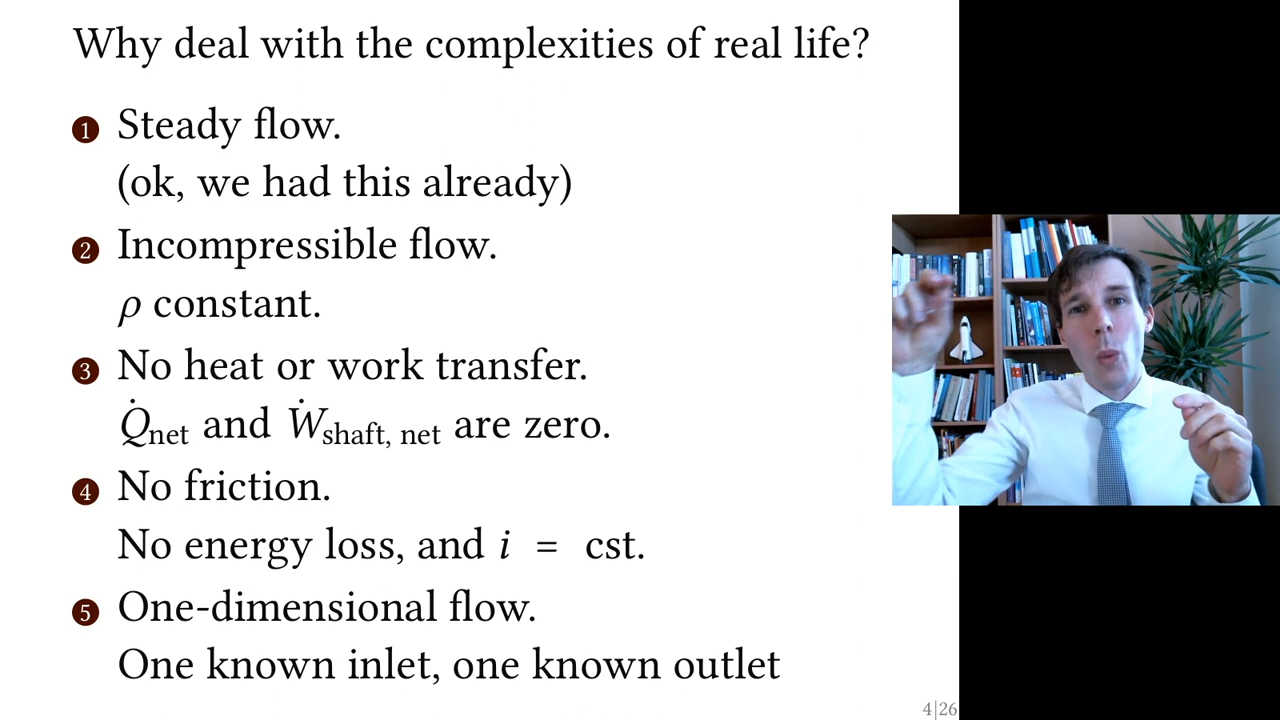 Why deal with the complexities of real life?
1 Steady flow.
(ok, we had this already)
2 Incompressible flow.
ρ constant.
3 No heat or work transfer.
Q̇net and Ẇshaft, net are zero.
4 No friction.
No energy loss, and i = cst.
5 One-dimensional flow.
One known inlet, one known outlet
4|26